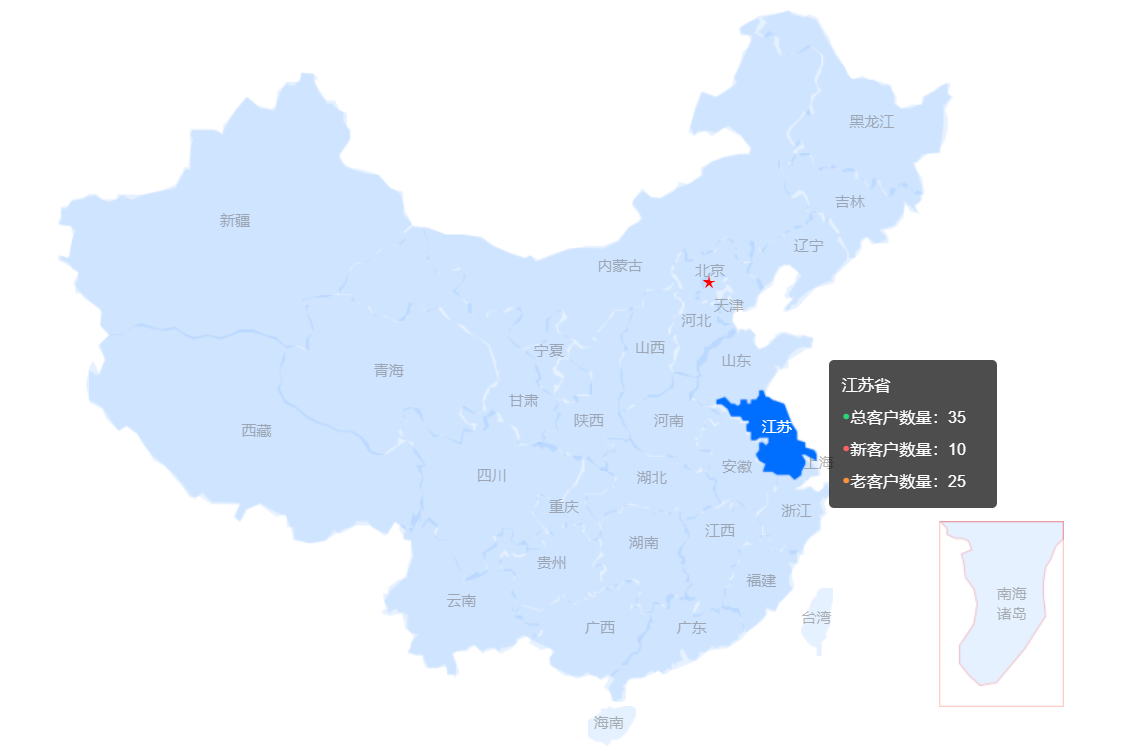 黑龙江
吉林
新疆
辽宁
内蒙古
北京
天津
河北
山西
宁夏
山东
青海
江苏省
甘肃
总客户数量：35
陕西
河南
江苏
西藏
新客户数量：10
上海
安徽
四川
湖北
老客户数量：25
重庆
浙江
江西
湖南
贵州
福建
南海
诸岛
云南
台湾
广西
广东
海南